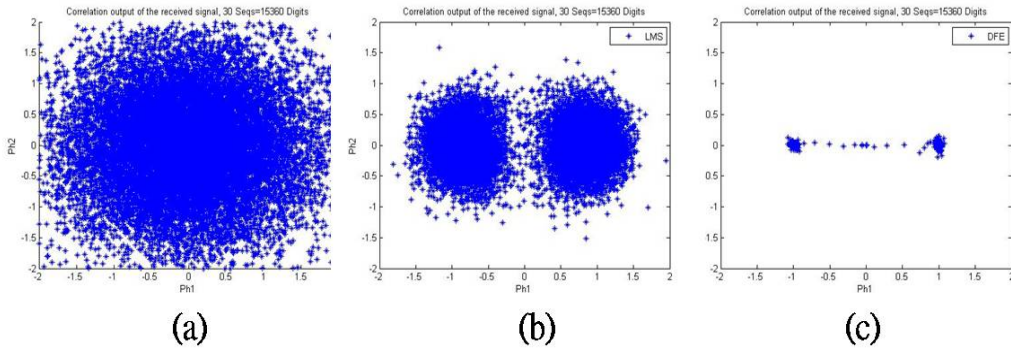 Correlation output of the received signal, 30 Seqs=15360 Digits
2
1.5
1
0.5
0
-0.5
-1
-1.5
-2
Ph2
-2 -1.5 -1 -0.5 0 0.5 1 1.5
Ph1
(a)
Correlation output of the received signal, 30 Seqs=15360 Digits
LMS
2
1.5
1
0.5
0
-0.5
-1
-1.5
-2
Ph2
-2 -1.5 -1 -0.5 0 0.5 1 1.5 2
Ph1
(b)
Correlation output of the received signal, 30 Seqs=15360 Digits
DFE
2
1.5
1
0.5
0
-0.5
-1
1.5
-2
Ph2
-2 -1.5 -1 -0.5 0 0.5 1 1.5 2
Ph1
(c)